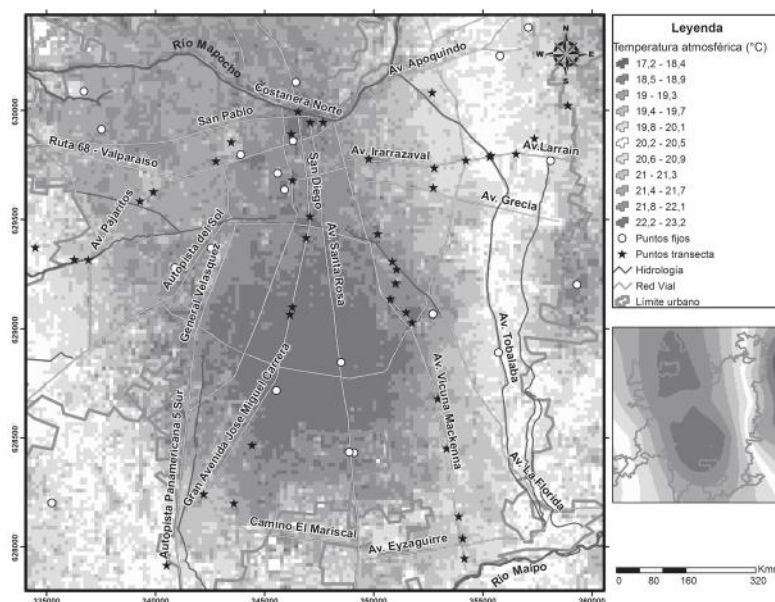 Río Mapocho
Costanera Norte
Av. Apoquindo
San Pablo
Ruta 68 - Valparaíso
San Diego
Av. Irarrazaval
Av.Larraín
Av. Grecia
Av. Pajaritos
Autopista del Sol
General Velasquez
Av. Santa Rosa
Gran Avenida Jose Miguel Carrera
Autopista Panamericana 5 Sur
Av. Vicuna Mackenna
Av. Tobalaba
Av. La Florida
Camino El Mariscal
Av. Eyzaguirre
Río Maipo
N
W
E
S
630000
629500
629000
628500
628000
335000
340000
345000
350000
355000
360000
Leyenda
Temperatura atmosférica (°C)
17,2 - 18,4
18,5 - 18,9
19 - 19,3
19,4 - 19,7
19,8 - 20,1
20,2 - 20,5
20,6 - 20,9
21 - 21,3
21,4 - 21,7
21,8 - 22,1
22,2 - 23,2
Puntos fijos
Puntos transecta
Hidrología
Red Vial
Límite urbano
Kms
0 80 160 320